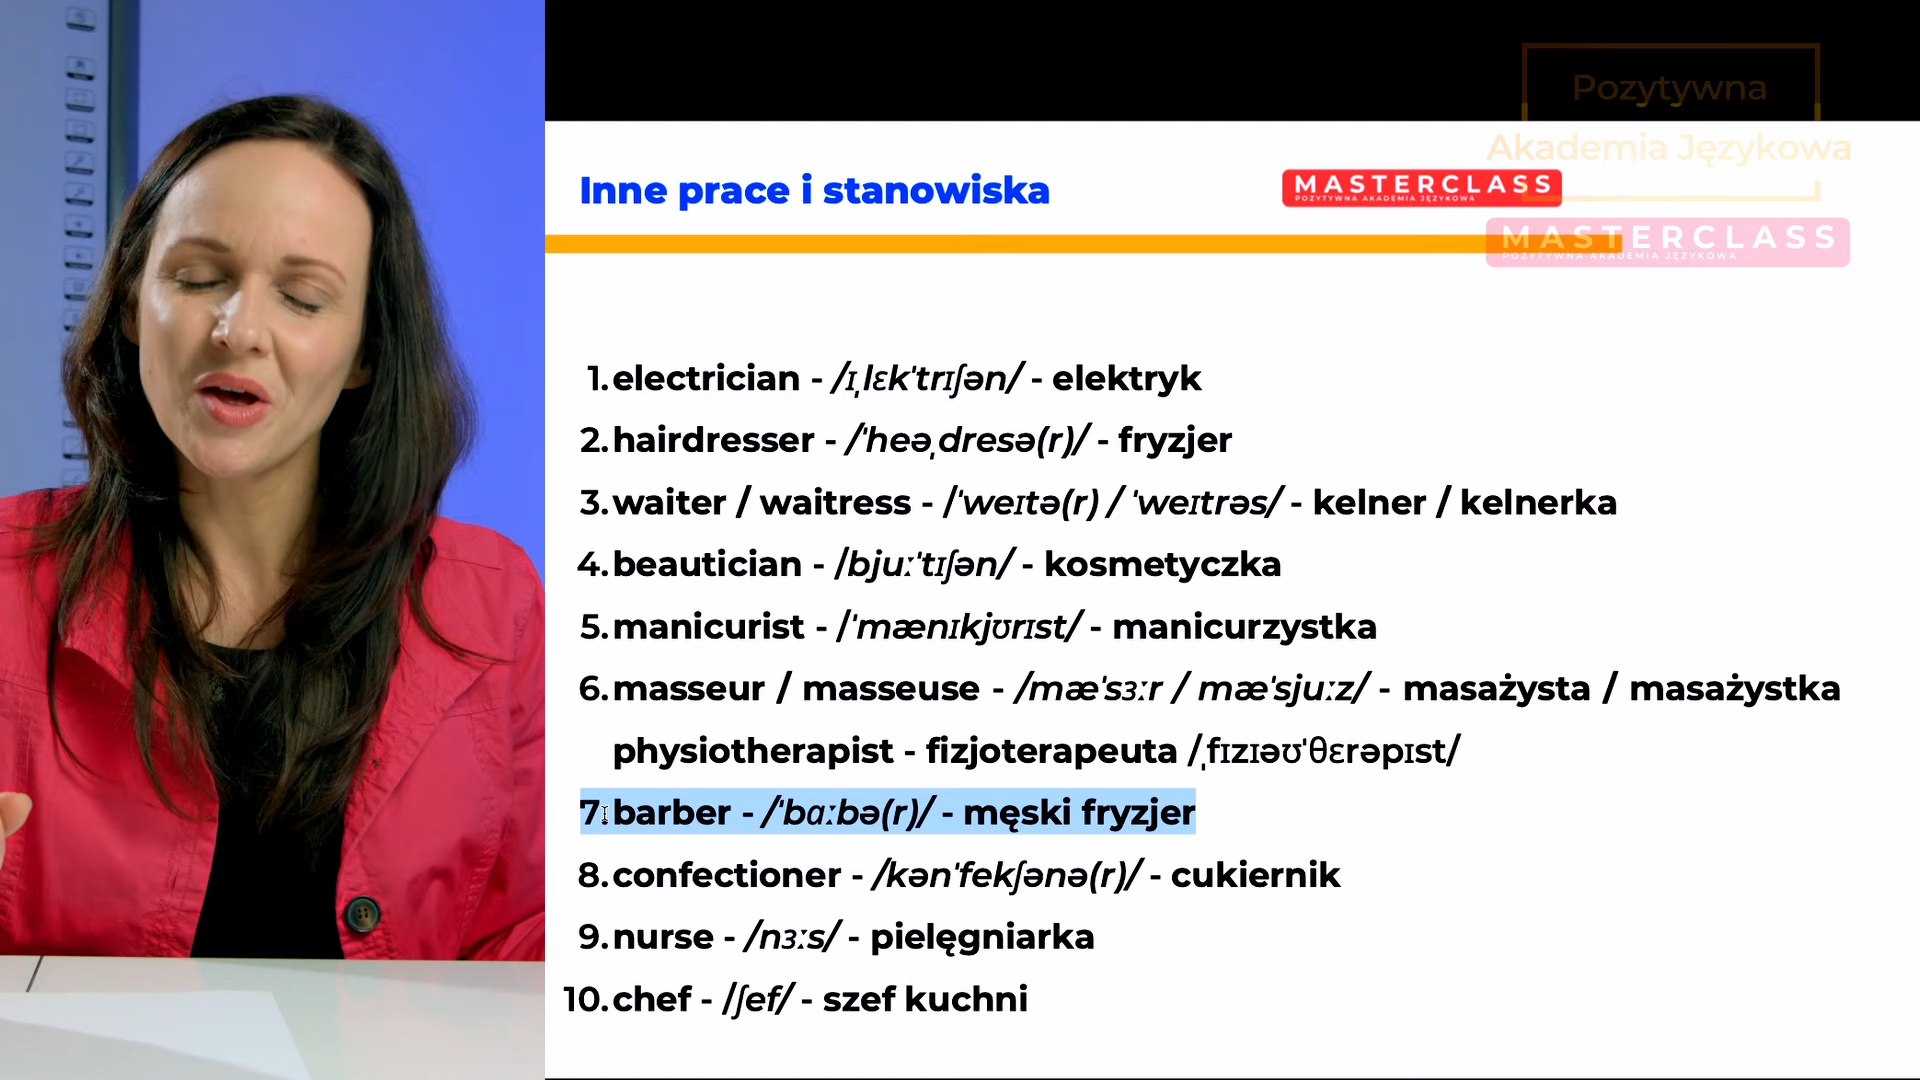 Pozytywna
Akademia Językowa
Inne prace i stanowiska
MASTERCLASS
POZYTYWNA AKADEMIA JĘZYKOWA
MASTERCLASS
POZYTYWNA AKADEMIA JĘZYKOWA
1. electrician - /ɪˌlɛkˈtrɪʃən/ - elektryk
2. hairdresser - /ˈheəˌdresə(r)/ - fryzjer
3. waiter / waitress - /ˈweɪtə(r) / ˈweɪtrəs/ - kelner / kelnerka
4. beautician - /bjuːˈtɪʃən/ - kosmetyczka
5. manicurist - /ˈmænɪkjʊrɪst/ - manicurzystka
6. masseur / masseuse - /mæˈsɜːr / mæˈsjuːz/ - masażysta / masażystka
physiotherapist - fizjoterapeuta /ˌfɪzɪəʊˈθɛrəpɪst/
7. barber - /ˈbɑːbə(r)/ - męski fryzjer
8. confectioner - /kənˈfekʃənə(r)/ - cukiernik
9. nurse - /nɜːs/ - pielęgniarka
10. chef - /ʃef/ - szef kuchni